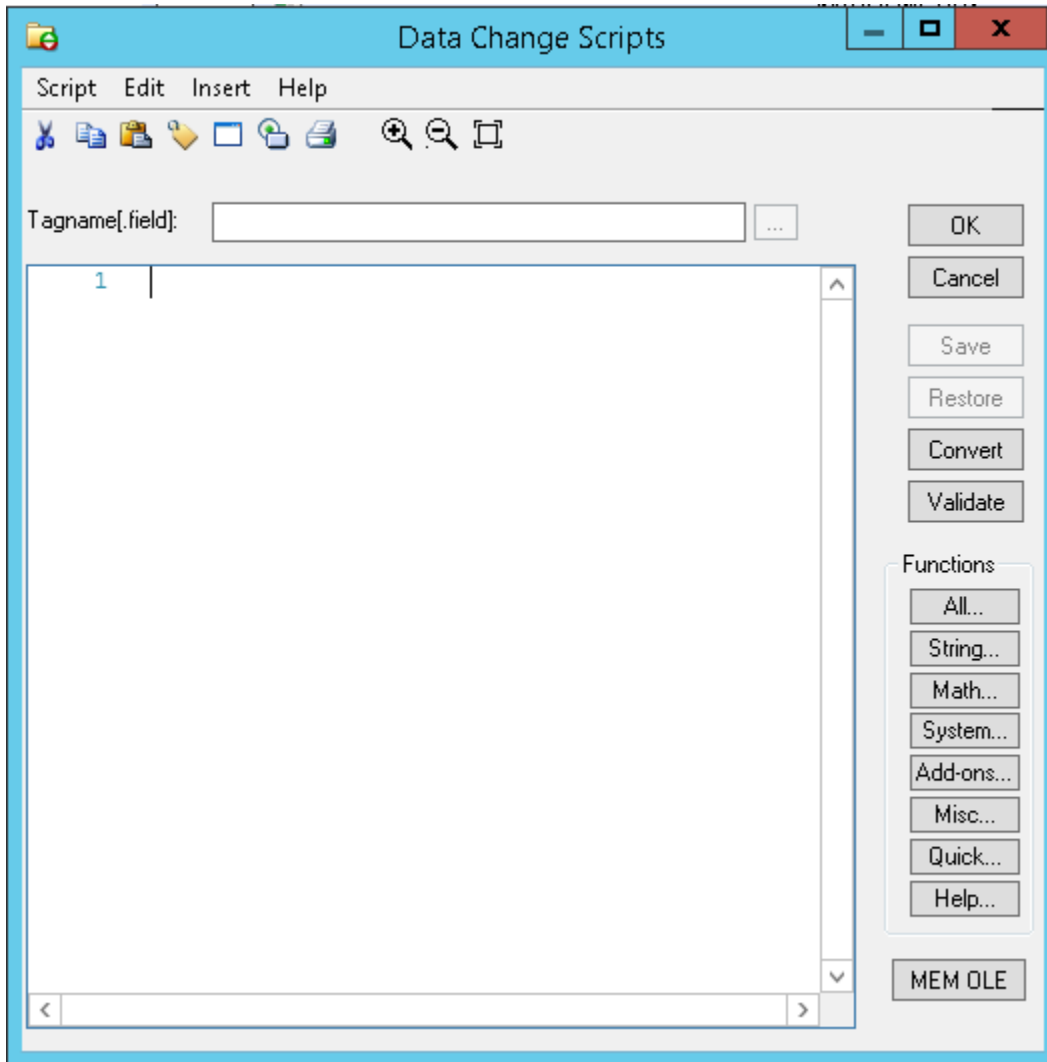 Data Change Scripts
Script Edit Insert Help
Tagname[.field]:
...
OK
1
Cancel
Save
Restore
Convert
Validate
Functions
All...
String...
Math...
System...
Add-ons...
Misc...
Quick...
Help...
MEM OLE